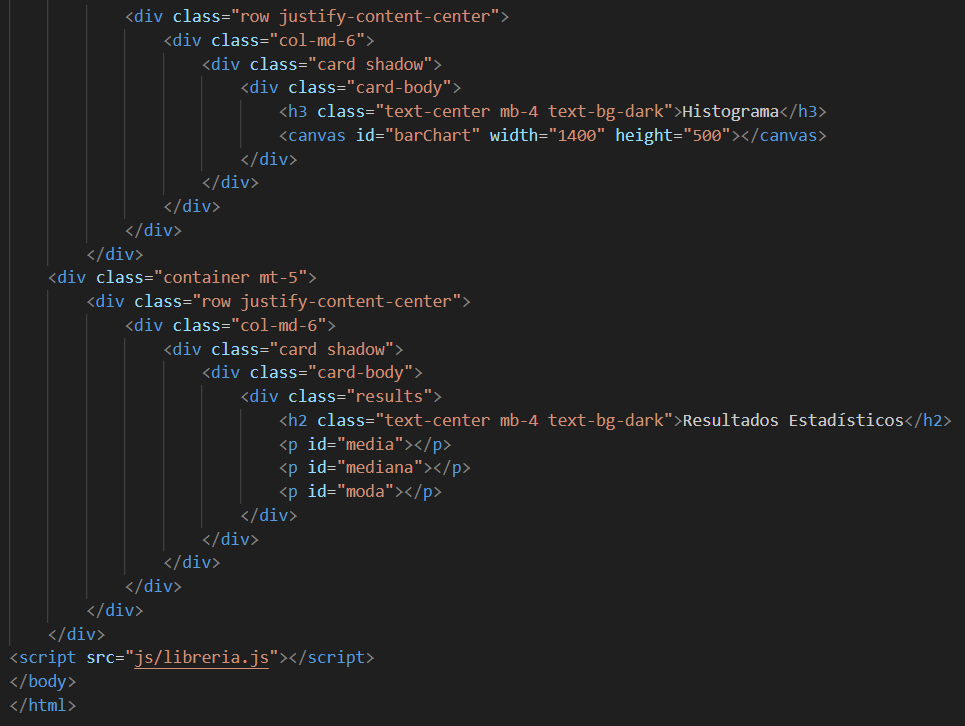 <div class="row justify-content-center">
<div class="col-md-6">
<div class="card shadow">
<div class="card-body">
<h3 class="text-center mb-4 text-bg-dark">Histograma</h3>
<canvas id="barChart" width="1400" height="500"></canvas>
</div>
</div>
</div>
</div>
</div>
<div class="container mt-5">
<div class="row justify-content-center">
<div class="col-md-6">
<div class="card shadow">
<div class="card-body">
<div class="results">
<h2 class="text-center mb-4 text-bg-dark">Resultados Estadísticos</h2>
<p id="media"></p>
<p id="mediana"></p>
<p id="moda"></p>
</div>
</div>
</div>
</div>
</div>
</div>
<script src="js/libreria.js"></script>
</body>
</html>